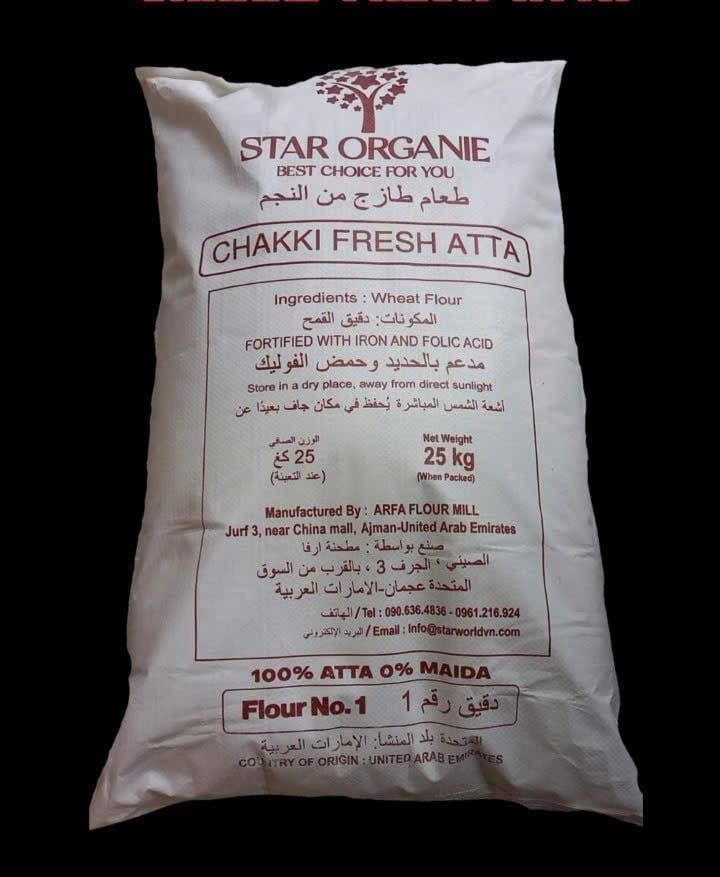 STAR ORGANIE
BEST CHOICE FOR YOU
طعام طازج من النجم
CHAKKI FRESH ATTA
Ingredients : Wheat Flour
المكونات: دقيق القمح
FORTIFIED WITH IRON AND FOLIC ACID
مدعم بالحديد وحمض الفوليك
Store in a dry place, away from direct sunlight
أشعة الشمس المباشرة يُحفظ في مكان جاف بعيدًا عن
الوزن الصافي
25 كغ
(عند التعبئة)
Net Weight
25 kg
(When Packed)
Manufactured By : ARFA FLOUR MILL
Jurf 3, near China mall, Ajman-United Arab Emirates
صنع بواسطة : مطحنة ارفا
الصيني ، الجرف 3 ، بالقرب من السوق
المتحدة عجمان-الامارات العربية
الهاتف / Tel : 090.636.4836 - 0961.216.924
البريد الإلكتروني / Email : Info@starworldvn.com
100% ATTA 0% MAIDA
Flour No.1 دقيق رقم 1
المتحدة بلد المنشأ: الإمارات العربية
COUNTRY OF ORIGIN : UNITED ARAB EMIRATES